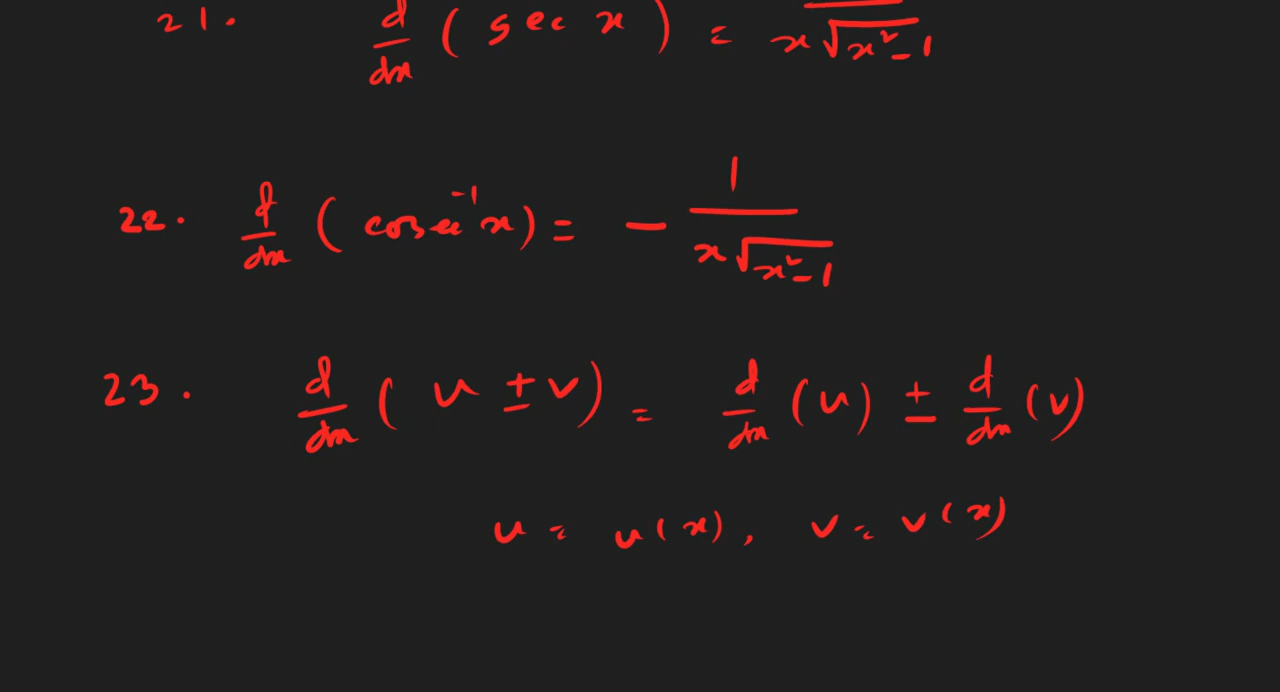 21. d/dx (sec x) = ―/x√(x²-1)
22. d/dx (cosec⁻¹x) = - 1/x√(x²-1)
23. d/dx (u ± v) = d/dx (u) ± d/dx (v)
u = u(x), v = v(x)